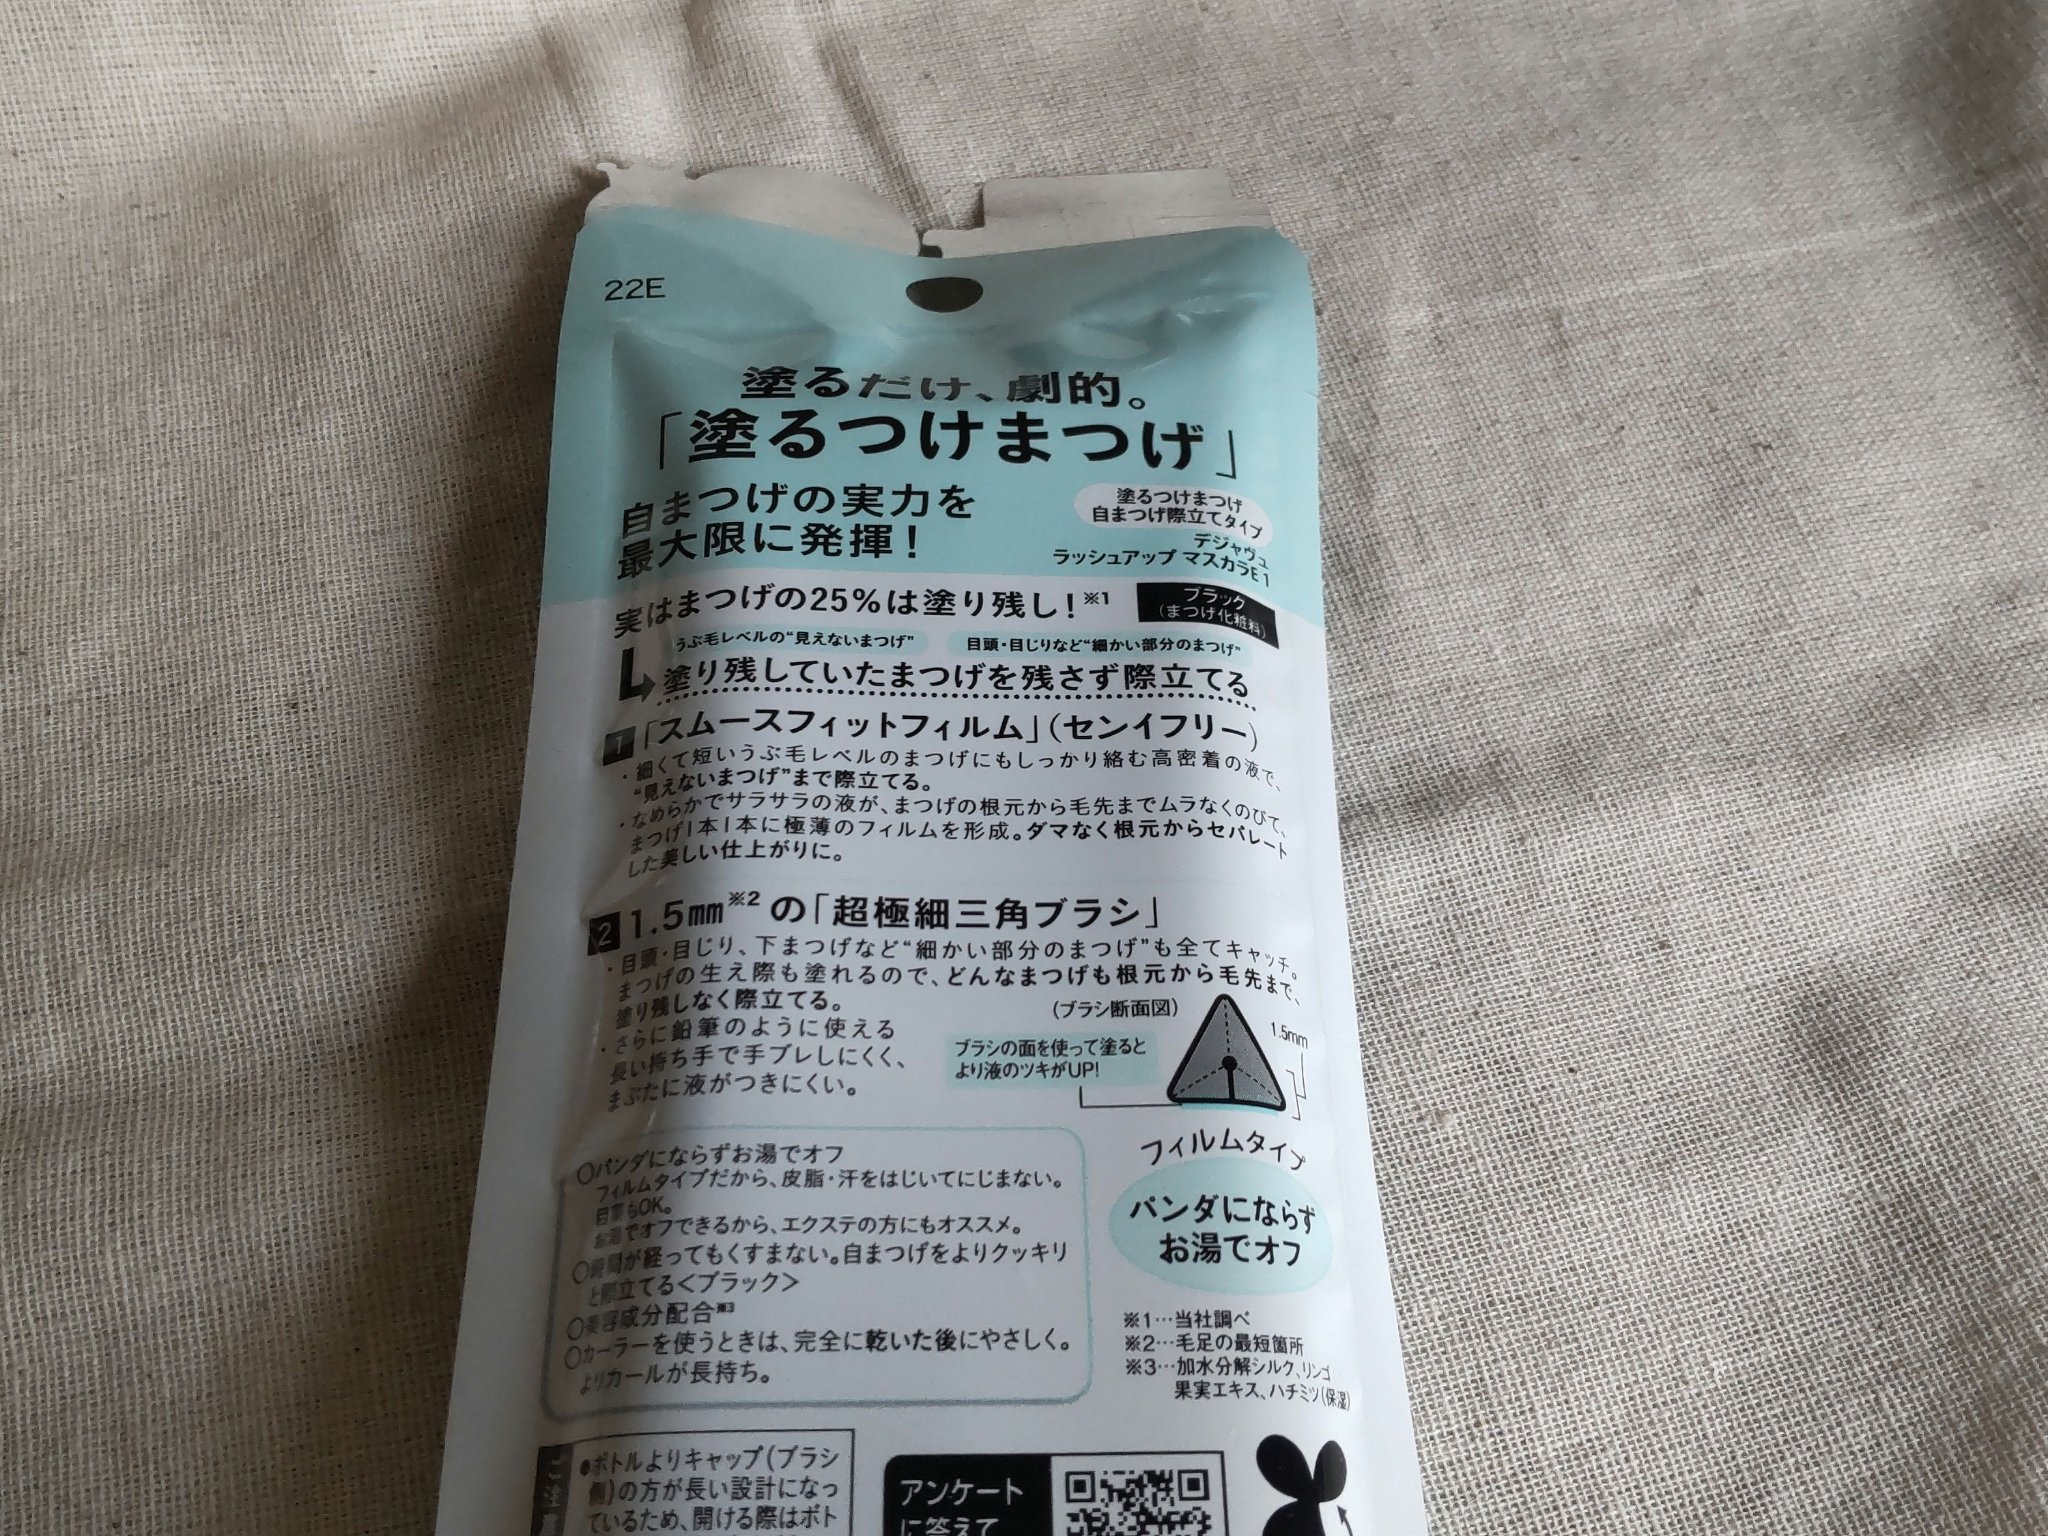 22E
塗るだけ、劇的。
「塗るつけまつげ」
自まつげの実力を
最大限に発揮！
塗るつけまつげ
自まつげ際立てタイプ
デジャヴュ
ラッシュアップ マスカラE 1
ブラック
（まつげ化粧料）
実はまつげの25％は塗り残し！※1
うぶ毛レベルの“見えないまつげ”
目頭・目じりなど“細かい部分のまつげ”
塗り残していたまつげを残さず際立てる
1「スムースフィットフィルム」（センイフリー）
・細くて短いうぶ毛レベルのまつげにもしっかり絡む高密着の液で、
“見えないまつげ”まで際立てる。
・なめらかでサラサラの液が、まつげの根元から毛先までムラなくのびて、
まつげ1本1本に極薄のフィルムを形成。ダマなく根元からセパレート
した美しい仕上がりに。
2 1.5mm※2の「超極細三角ブラシ」
・目頭・目じり、下まつげなど“細かい部分のまつげ”も全てキャッチ。
まつげの生え際も塗れるので、どんなまつげも根元から毛先まで、
塗り残しなく際立てる。
・さらに鉛筆のように使える
長い持ち手で手ブレしにくく、
まぶたに液がつきにくい。
（ブラシ断面図）
1.5mm
ブラシの面を使って塗ると
より液のツキがUP!
○パンダにならずお湯でオフ
フィルムタイプだから、皮脂・汗をはじいてにじまない。
目薬もOK。
お湯でオフできるから、エクステの方にもオススメ。
○時間が経ってもくすまない。自まつげをよりクッキリ
と際立てる＜ブラック＞
○美容成分配合※3
○カーラーを使うときは、完全に乾いた後にやさしく。
よりカールが長持ち。
フィルムタイプ
パンダにならず
お湯でオフ
※1…当社調べ
※2…毛足の最短箇所
※3…加水分解シルク、リンゴ
果実エキス、ハチミツ（保湿）
ご注
●ボトルよりキャップ（ブラシ
側）の方が長い設計になっ
ているため、開ける際はボト
アンケート
に答えて